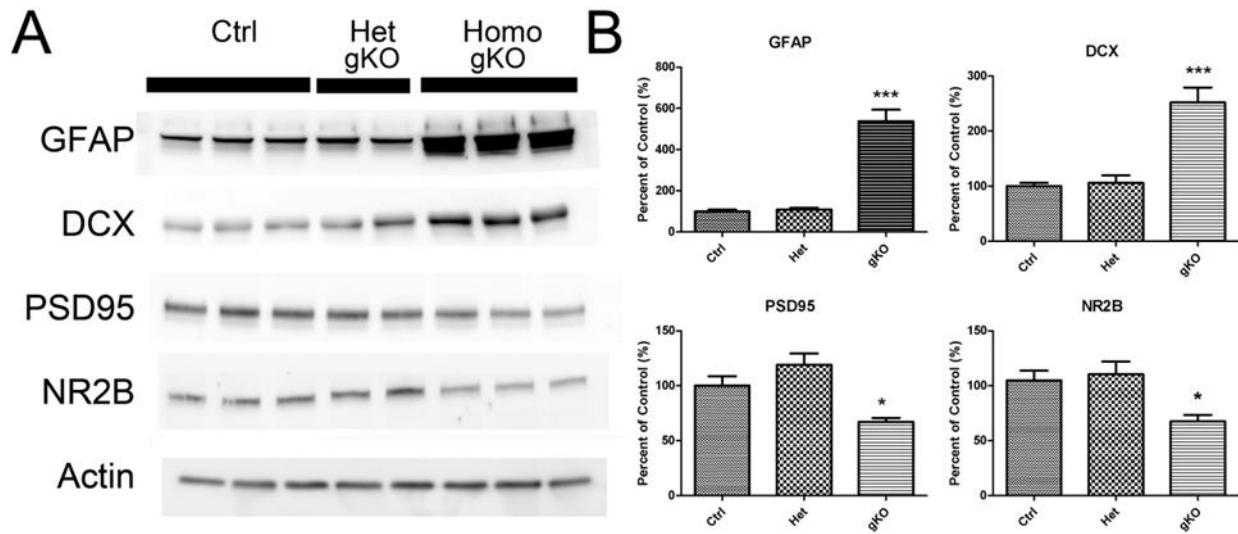 A
Ctrl
Het
gKO
Homo
gKO
GFAP
DCX
PSD95
NR2B
Actin
B
GFAP
Percent of Control (%)
800
600
400
200
0
***
Ctrl
Het
gKO
DCX
Percent of Control (%)
300
200
100
0
***
Ctrl
Het
gKO
PSD95
Percent of Control (%)
150
100
50
0
*
Ctrl
Het
gKO
NR2B
Percent of Control (%)
150
100
50
0
*
Ctrl
Het
gKO